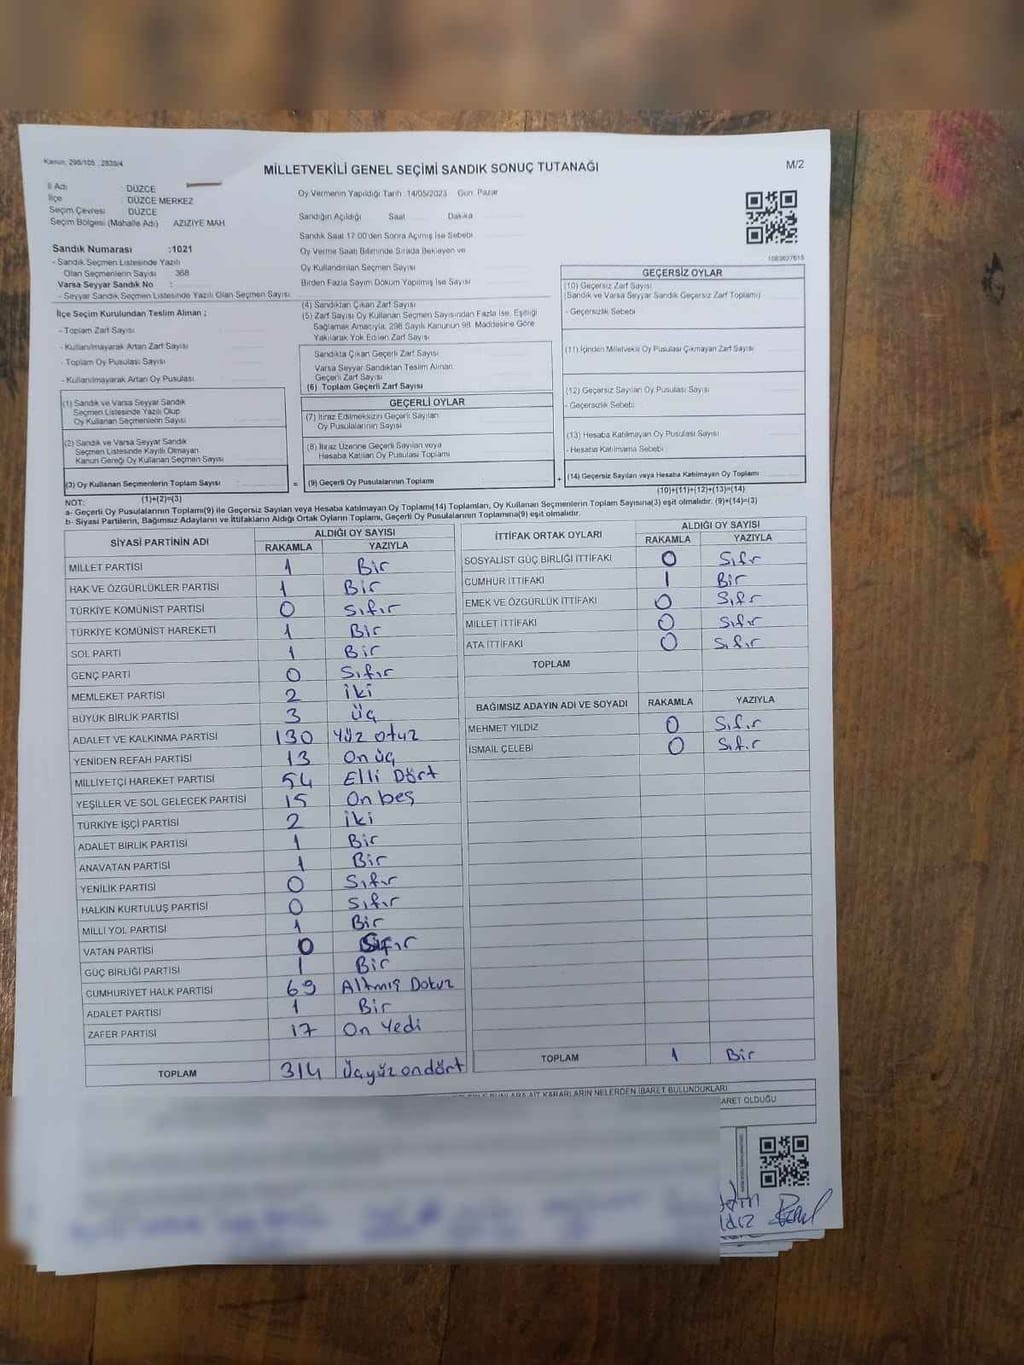 Kanun, 298/105 , 2839/4
MİLLETVEKİLİ GENEL SEÇİMİ SANDIK SONUÇ TUTANAĞI
M/2
İl Adı : DÜZCE
İlçe : DÜZCE MERKEZ
Seçim Çevresi : DÜZCE
Seçim Bölgesi (Mahalle Adı) AZIZIYE MAH
Sandık Numarası :1021
- Sandık Seçmen Listesinde Yazılı
Olan Seçmenlerin Sayısı : 368
Varsa Seyyar Sandık No :
- Seyyar Sandık Seçmen Listesinde Yazılı Olan Seçmen Sayısı
İlçe Seçim Kurulundan Teslim Alınan ;
- Toplam Zarf Sayısı
- Kullanılmayarak Artan Zarf Sayısı
- Toplam Oy Pusulası Sayısı
- Kullanılmayarak Artan Oy Pusulası
(1) Sandık ve Varsa Seyyar Sandık
Seçmen Listesinde Yazılı Olup
Oy Kullanan Seçmenlerin Sayısı
(2) Sandık ve Varsa Seyyar Sandık
Seçmen Listesinde Kayıtlı Olmayan
Kanun Gereği Oy Kullanan Seçmen Sayısı
(3) Oy Kullanan Seçmenlerin Toplam Sayısı
(1)+(2)=(3)
Oy Vermenin Yapıldığı Tarih :14/05/2023 Gün: Pazar
Sandığın Açıldığı Saat Dakika
Sandık Saat 17:00'den Sonra Açılmış İse Sebebi
Oy Verme Saati Bitiminde Sırada Bekleyen ve
Oy Kullandırılan Seçmen Sayısı
Birden Fazla Sayım Döküm Yapılmış İse Sayısı
(4) Sandıktan Çıkan Zarf Sayısı
(5) Zarf Sayısı Oy Kullanan Seçmen Sayısından Fazla İse, Eşitliği
Sağlamak Amacıyla, 298 Sayılı Kanunun 98. Maddesine Göre
Yakılarak Yok Edilen Zarf Sayısı
Sandıkta Çıkan Geçerli Zarf Sayısı
Varsa Seyyar Sandıktan Teslim Alınan
Geçerli Zarf Sayısı
(6) Toplam Geçerli Zarf Sayısı
GEÇERLİ OYLAR
(7) İtiraz Edilmeksizin Geçerli Sayılan
Oy Pusulalarının Sayısı
(8) İtiraz Üzerine Geçerli Sayılan veya
Hesaba Katılan Oy Pusulası Toplamı
= (9) Geçerli Oy Pusulalarının Toplamı +
1083627615
GEÇERSİZ OYLAR
(10) Geçersiz Zarf Sayısı
(Sandık ve Varsa Seyyar Sandık Geçersiz Zarf Toplamı)
- Geçersizlik Sebebi
(11) İçinden Milletvekili Oy Pusulası Çıkmayan Zarf Sayısı
(12) Geçersiz Sayılan Oy Pusulası Sayısı
- Geçersizlik Sebebi
(13) Hesaba Katılmayan Oy Pusulası Sayısı
- Hesaba Katılmama Sebebi
(14) Geçersiz Sayılan veya Hesaba Katılmayan Oy Toplamı
(10)+(11)+(12)+(13)=(14)
NOT:
a- Geçerli Oy Pusulalarının Toplamı(9) ile Geçersiz Sayılan veya Hesaba katılmayan Oy Toplamı(14) Toplamları, Oy Kullanan Seçmenlerin Toplam Sayısına(3) eşit olmalıdır. (9)+(14)=(3)
b- Siyasi Partilerin, Bağımsız Adayların ve İttifakların Aldığı Ortak Oyların Toplamı, Geçerli Oy Pusulalarının Toplamına(9) eşit olmalıdır.
SİYASİ PARTİNİN ADI ALDIĞI OY SAYISI
RAKAMLA YAZIYLA
MİLLET PARTİSİ 1 Bir
HAK VE ÖZGÜRLÜKLER PARTİSİ 1 Bir
TÜRKİYE KOMÜNİST PARTİSİ 0 Sıfır
TÜRKİYE KOMÜNİST HAREKETİ 1 Bir
SOL PARTİ 1 Bir
GENÇ PARTİ 0 Sıfır
MEMLEKET PARTİSİ 2 iki
BÜYÜK BİRLİK PARTİSİ 3 üç
ADALET VE KALKINMA PARTİSİ 130 Yüz otuz
YENİDEN REFAH PARTİSİ 13 On üç
MİLLİYETÇİ HAREKET PARTİSİ 54 Elli Dört
YEŞİLLER VE SOL GELECEK PARTİSİ 15 On beş
TÜRKİYE İŞÇİ PARTİSİ 2 iki
ADALET BİRLİK PARTİSİ 1 Bir
ANAVATAN PARTİSİ 1 Bir
YENİLİK PARTİSİ 0 Sıfır
HALKIN KURTULUŞ PARTİSİ 0 Sıfır
MİLLİ YOL PARTİSİ 1 Bir
VATAN PARTİSİ 0 Sıfır
GÜÇ BİRLİĞİ PARTİSİ 1 Bir
CUMHURİYET HALK PARTİSİ 69 Altmış Dokuz
ADALET PARTİSİ 1 Bir
ZAFER PARTİSİ 17 On Yedi
TOPLAM 314 Üçyüz ondört
İTTİFAK ORTAK OYLARI ALDIĞI OY SAYISI
RAKAMLA YAZIYLA
SOSYALİST GÜÇ BİRLİĞİ İTTİFAKI 0 Sıfr
CUMHUR İTTİFAKI 1 Bir
EMEK VE ÖZGÜRLÜK İTTİFAKI 0 Sıfr
MİLLET İTTİFAKI 0 Sıfr
ATA İTTİFAKI 0 Sıfr
TOPLAM
BAĞIMSIZ ADAYIN ADI VE SOYADI RAKAMLA YAZIYLA
MEHMET YILDIZ 0 Sıfır
İSMAİL ÇELEBİ 0 Sıfır
TOPLAM 1 Bir
BUNLARA AİT KARARLARIN NELERDEN İBARET BULUNDUKLARI
ARET OLDUĞU